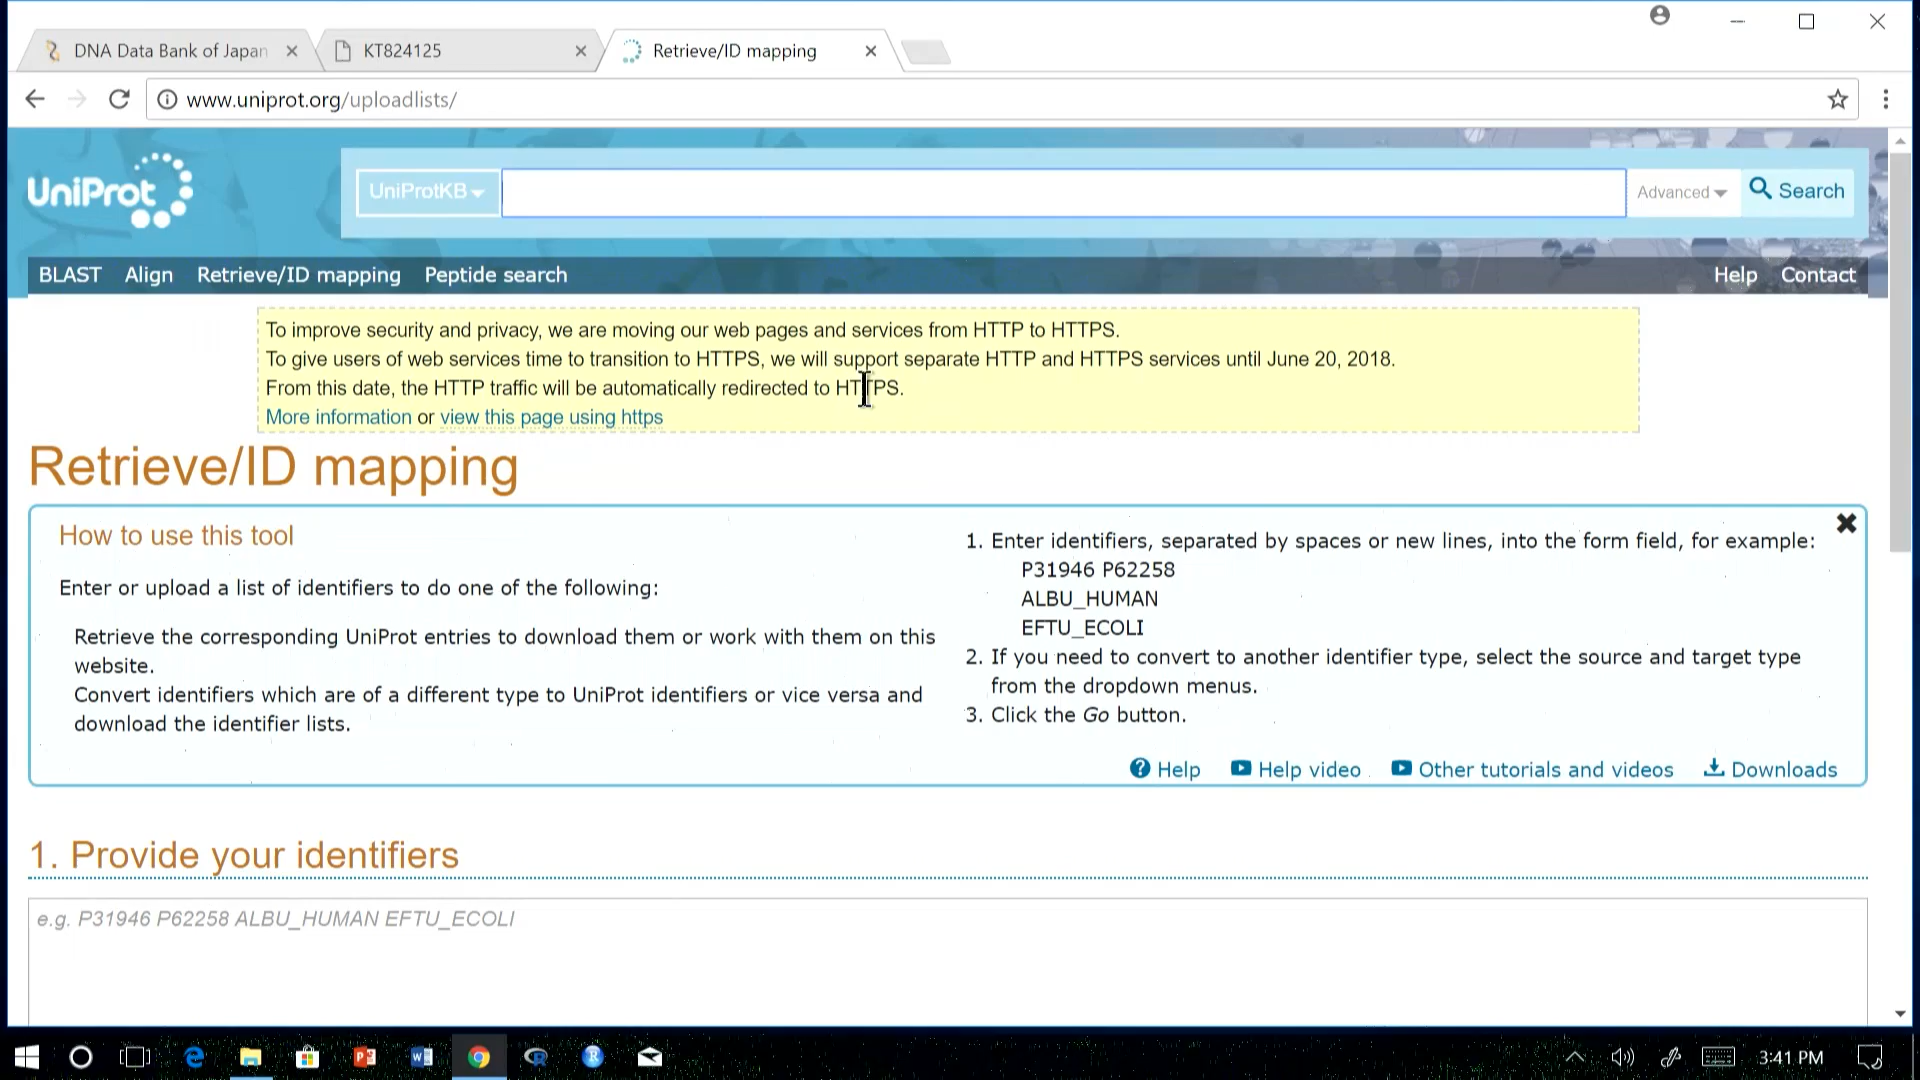 DNA Data Bank of Japan
KT824125
Retrieve/ID mapping
www.uniprot.org/uploadlists/
UniProt
UniProtKB
Advanced
Search
BLAST Align Retrieve/ID mapping Peptide search Help Contact
To improve security and privacy, we are moving our web pages and services from HTTP to HTTPS.
To give users of web services time to transition to HTTPS, we will support separate HTTP and HTTPS services until June 20, 2018.
From this date, the HTTP traffic will be automatically redirected to HTTPS.
More information or view this page using https
Retrieve/ID mapping
How to use this tool
Enter or upload a list of identifiers to do one of the following:
Retrieve the corresponding UniProt entries to download them or work with them on this
website.
Convert identifiers which are of a different type to UniProt identifiers or vice versa and
download the identifier lists.
1. Enter identifiers, separated by spaces or new lines, into the form field, for example:
P31946 P62258
ALBU_HUMAN
EFTU_ECOLI
2. If you need to convert to another identifier type, select the source and target type
from the dropdown menus.
3. Click the Go button.
Help Help video Other tutorials and videos Downloads
1. Provide your identifiers
e.g. P31946 P62258 ALBU_HUMAN EFTU_ECOLI
3:41 PM